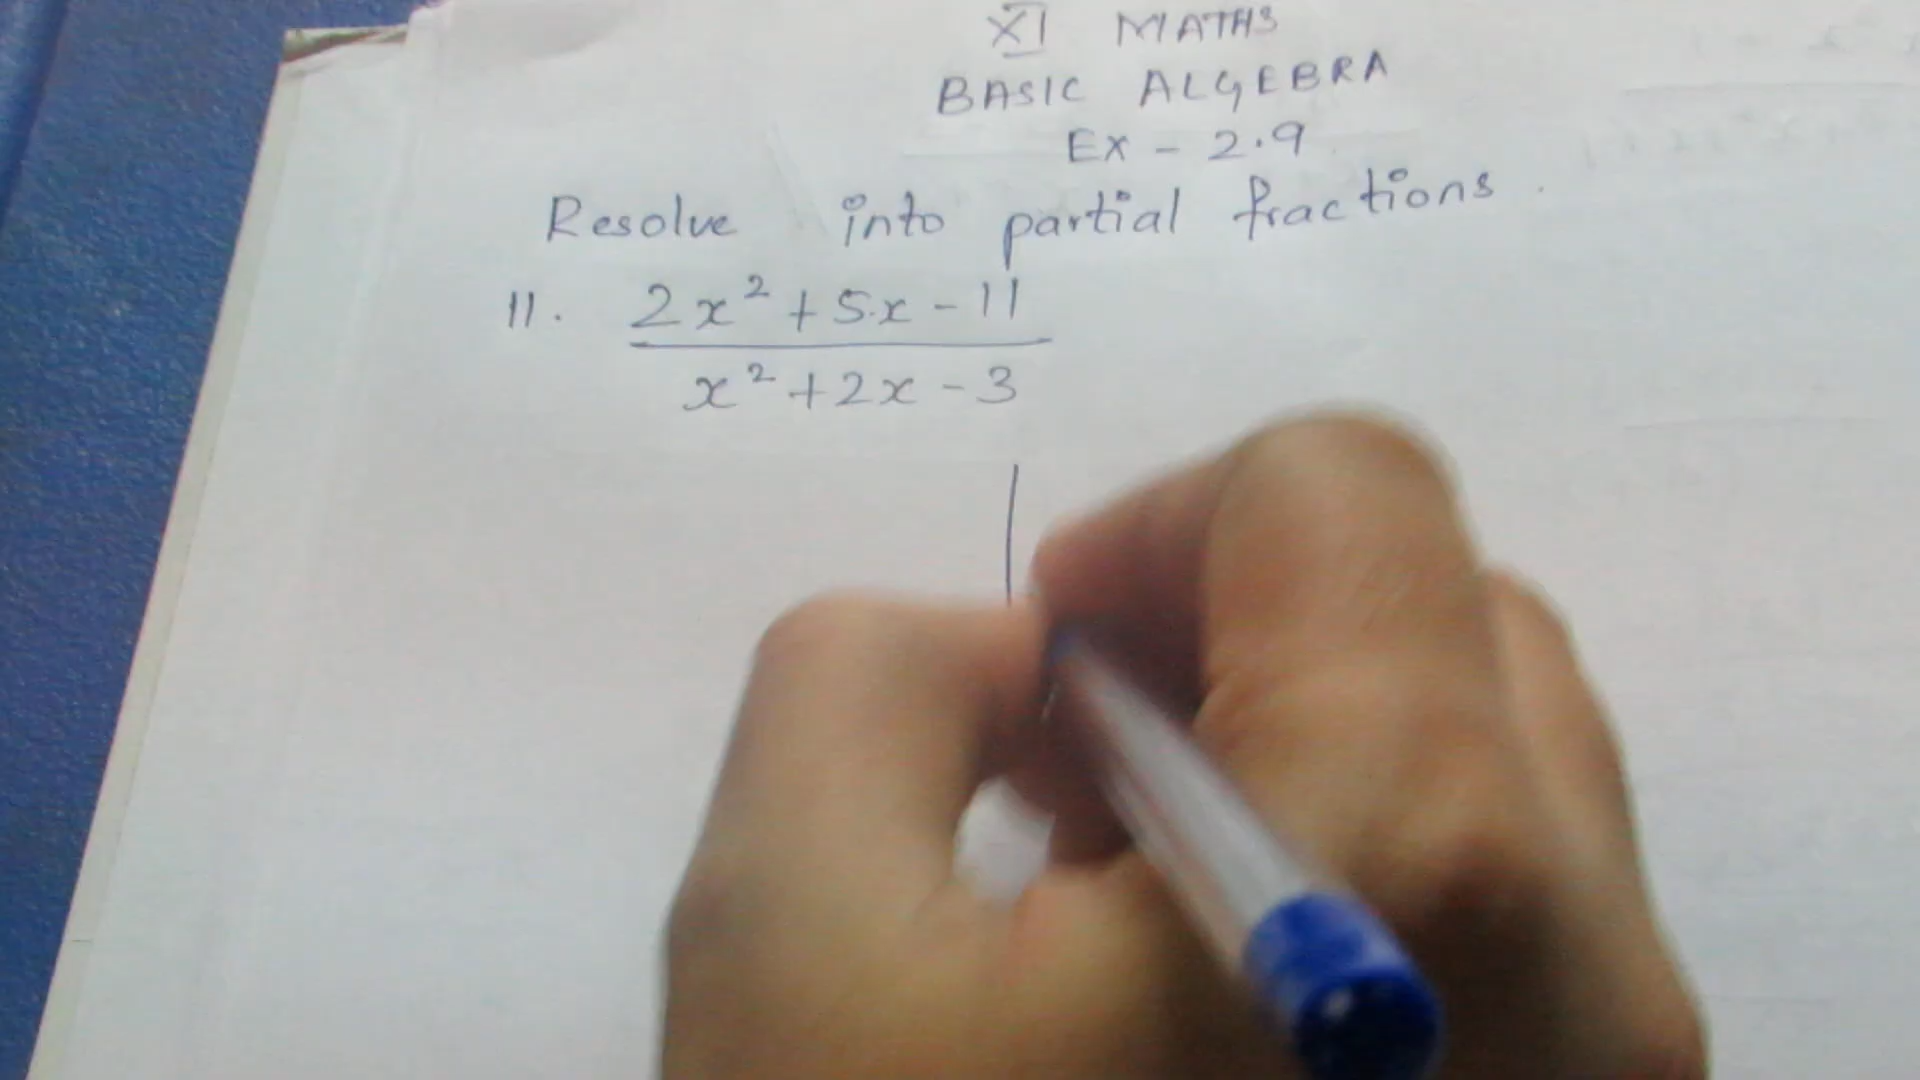 XI MATHS
BASIC ALGEBRA
Ex - 2.9
Resolve into partial fractions.
11. 2x² + 5x - 11
x² + 2x - 3